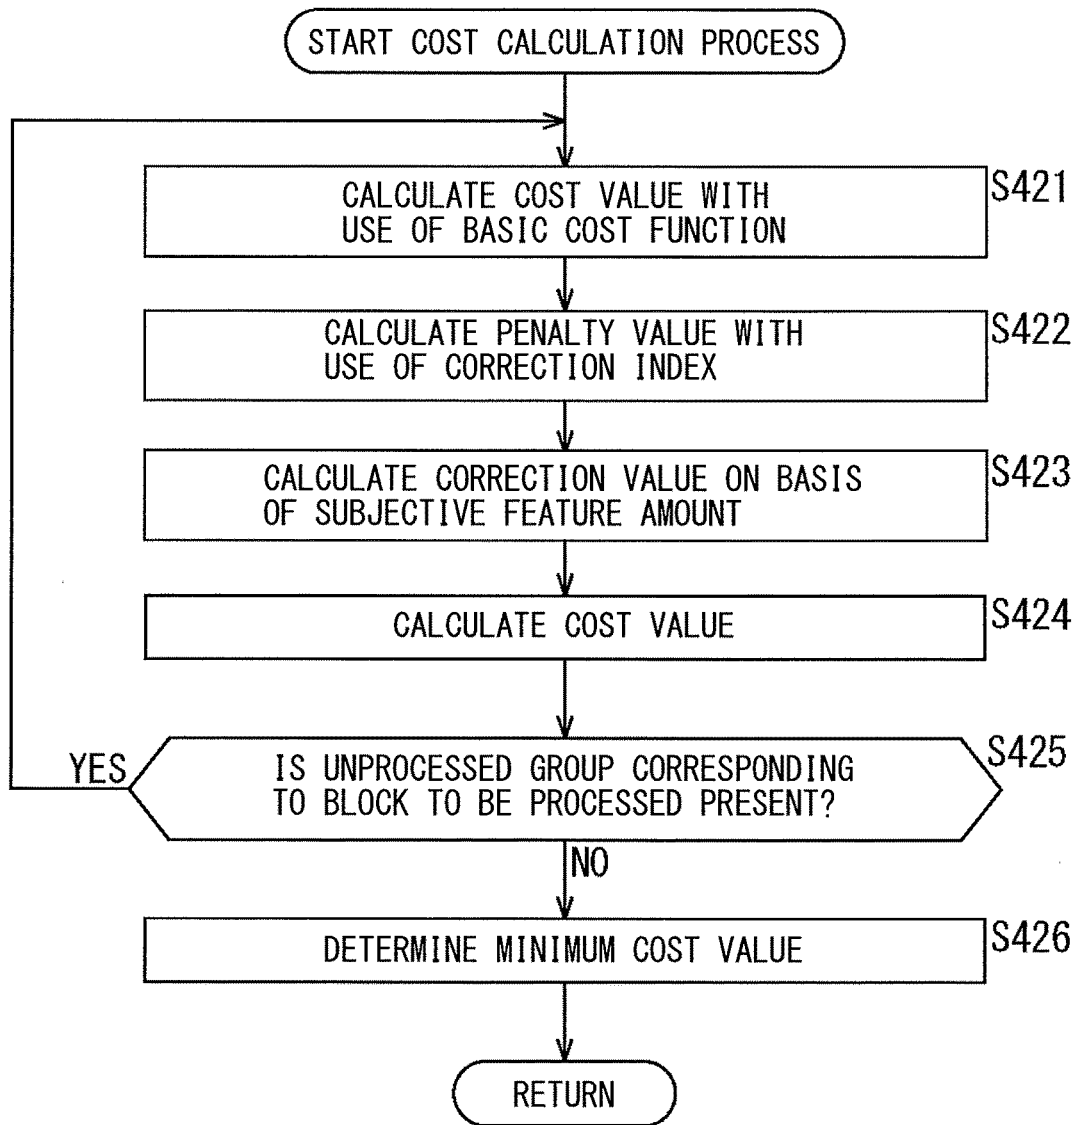 START COST CALCULATION PROCESS
CALCULATE COST VALUE WITH
USE OF BASIC COST FUNCTION
S421
CALCULATE PENALTY VALUE WITH
USE OF CORRECTION INDEX
S422
CALCULATE CORRECTION VALUE ON BASIS
OF SUBJECTIVE FEATURE AMOUNT
S423
CALCULATE COST VALUE
S424
YES
IS UNPROCESSED GROUP CORRESPONDING
TO BLOCK TO BE PROCESSED PRESENT?
S425
NO
DETERMINE MINIMUM COST VALUE
S426
RETURN